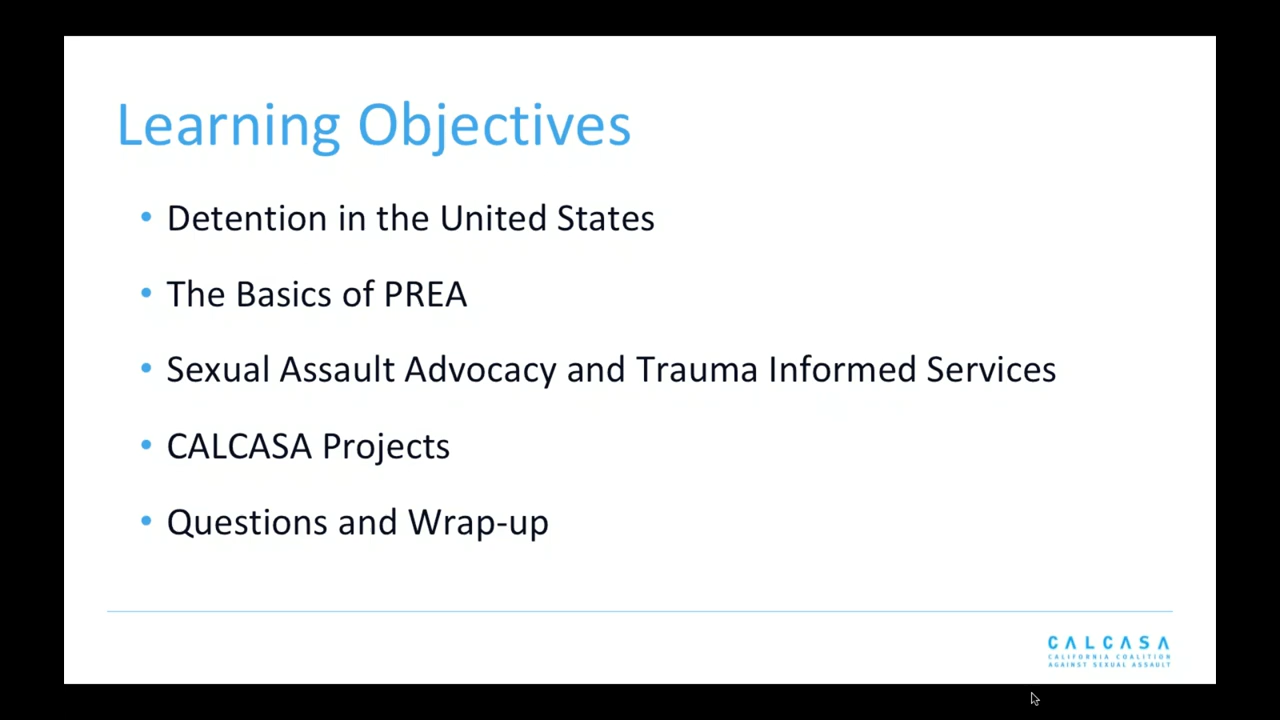 Learning Objectives
• Detention in the United States
• The Basics of PREA
• Sexual Assault Advocacy and Trauma Informed Services
• CALCASA Projects
• Questions and Wrap-up
CALCASA
CALIFORNIA COALITION
AGAINST SEXUAL ASSAULT